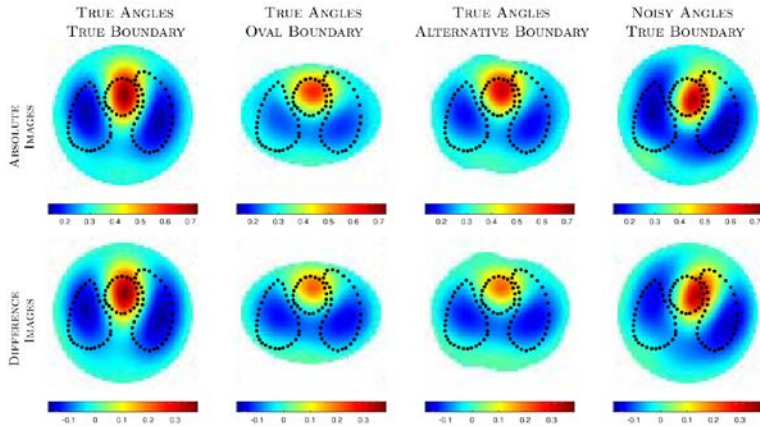 True Angles
True Boundary
True Angles
Oval Boundary
True Angles
Alternative Boundary
Noisy Angles
True Boundary
Absolute
Images
0.2 0.3 0.4 0.5 0.6 0.7
0.2 0.3 0.4 0.5 0.6 0.7
0.2 0.3 0.4 0.5 0.6 0.7
0.2 0.3 0.4 0.5 0.6 0.7
Difference
Images
-0.1 0 0.1 0.2 0.3
-0.1 0 0.1 0.2 0.3
-0.1 0 0.1 0.2 0.3
-0.1 0 0.1 0.2 0.3